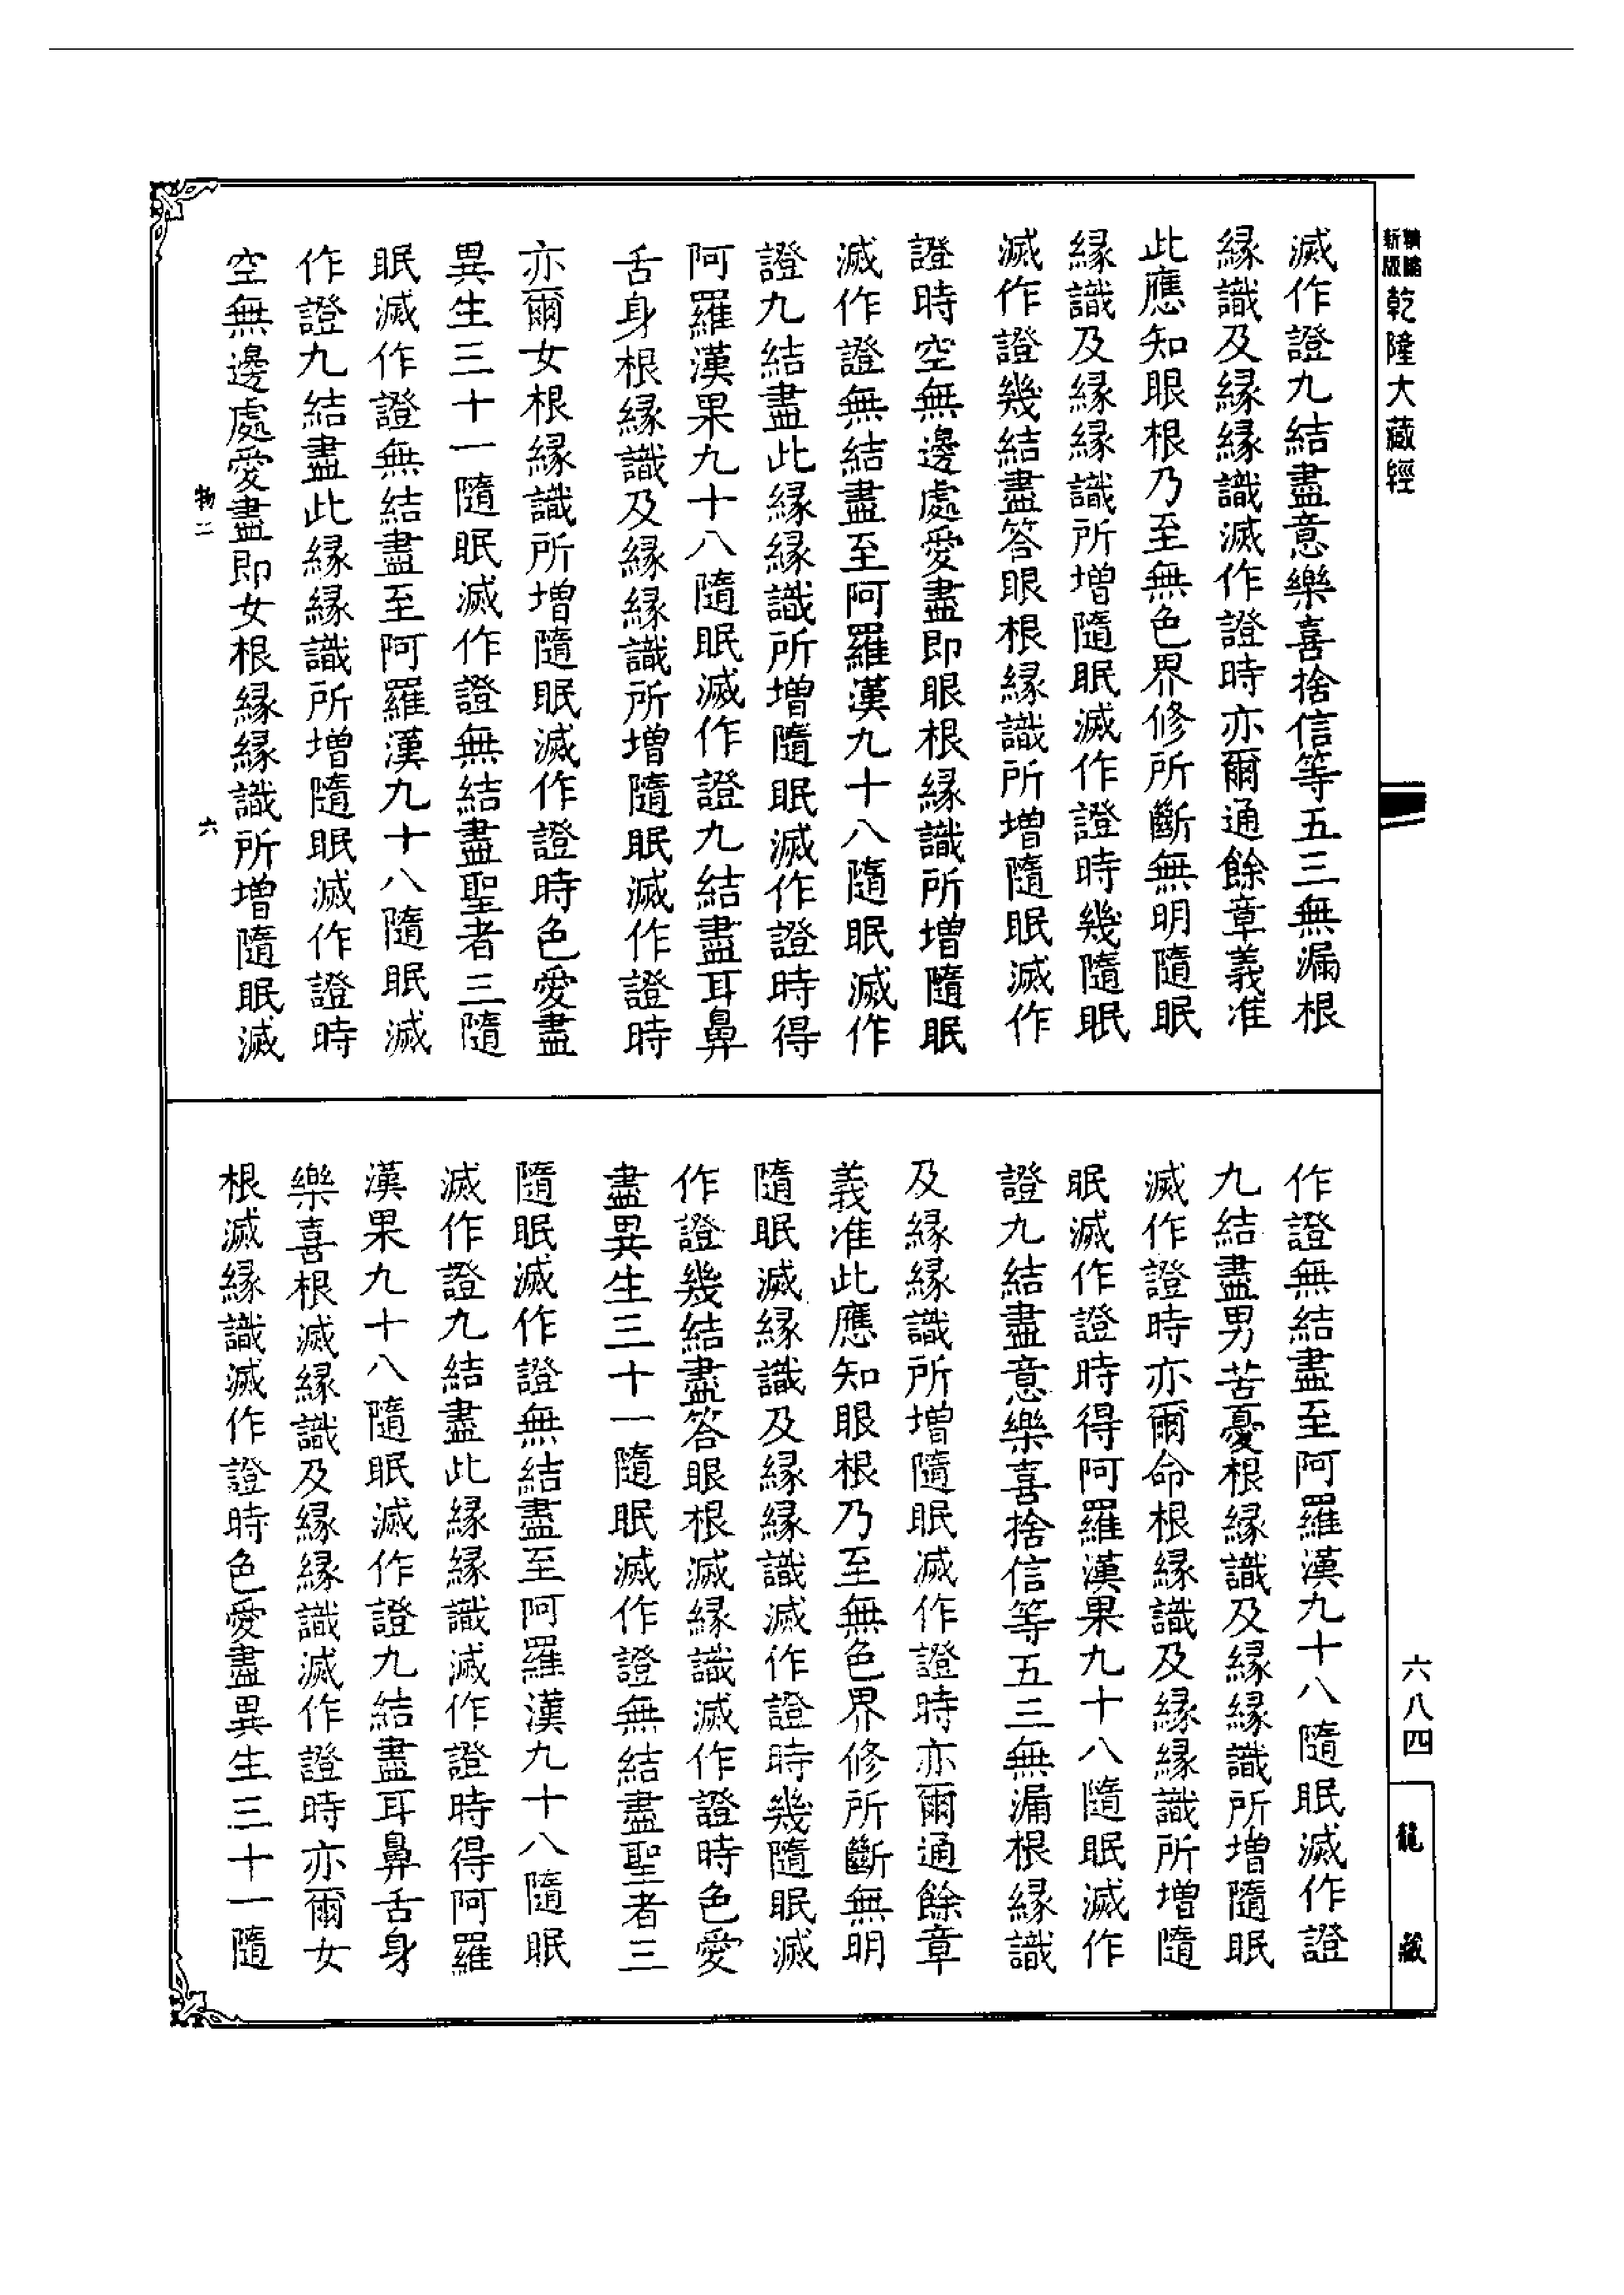 新版
乾隆大藏經
滅作證九結盡意樂喜捨信等五三無漏根
緣識及緣緣識滅作證時亦爾通餘章義准
此應知眼根乃至無色界修所斷無明隨眠
緣識及緣緣識所增隨眠滅作證時幾隨眠
滅作證幾結盡答眼根緣識所增隨眠滅作
證時空無邊處愛盡即眼根緣識所增隨眠
滅作證無結盡至阿羅漢九十八隨眠滅作
證九結盡此緣緣識所增隨眠滅作證時得
阿羅漢果九十八隨眠滅作證九結盡耳鼻
舌身根緣識及緣緣識所增隨眠滅作證時
亦爾女根緣識所增隨眠滅作證時色愛盡
異生三十一隨眠滅作證無結盡聖者三隨
眠滅作證無結盡至阿羅漢九十八隨眠滅
作證九結盡此緣緣識所增隨眠滅作證時
空無邊處愛盡即女根緣緣識所增隨眠滅
物二
六
作證無結盡至阿羅漢九十八隨眠滅作證
九結盡男苦憂根緣識及緣緣識所增隨眠
滅作證時亦爾命根緣識及緣緣識所增隨
眠滅作證時得阿羅漢果九十八隨眠滅作
證九結盡意樂喜捨信等五三無漏根緣識
及緣緣識所增隨眠滅作證時亦爾通餘章
義准此應知眼根乃至無色界修所斷無明
隨眠滅緣識及緣緣識滅作證時幾隨眠滅
作證幾結盡答眼根滅緣識滅作證時色愛
盡異生三十一隨眠滅作證無結盡聖者三
隨眠滅作證無結盡至阿羅漢九十八隨眠
滅作證九結盡此緣緣識滅作證時得阿羅
漢果九十八隨眠滅作證九結盡耳鼻舌身
樂喜根滅緣識及緣緣識滅作證時亦爾女
根滅緣識滅作證時色愛盡異生三十一隨
六八四
龍藏